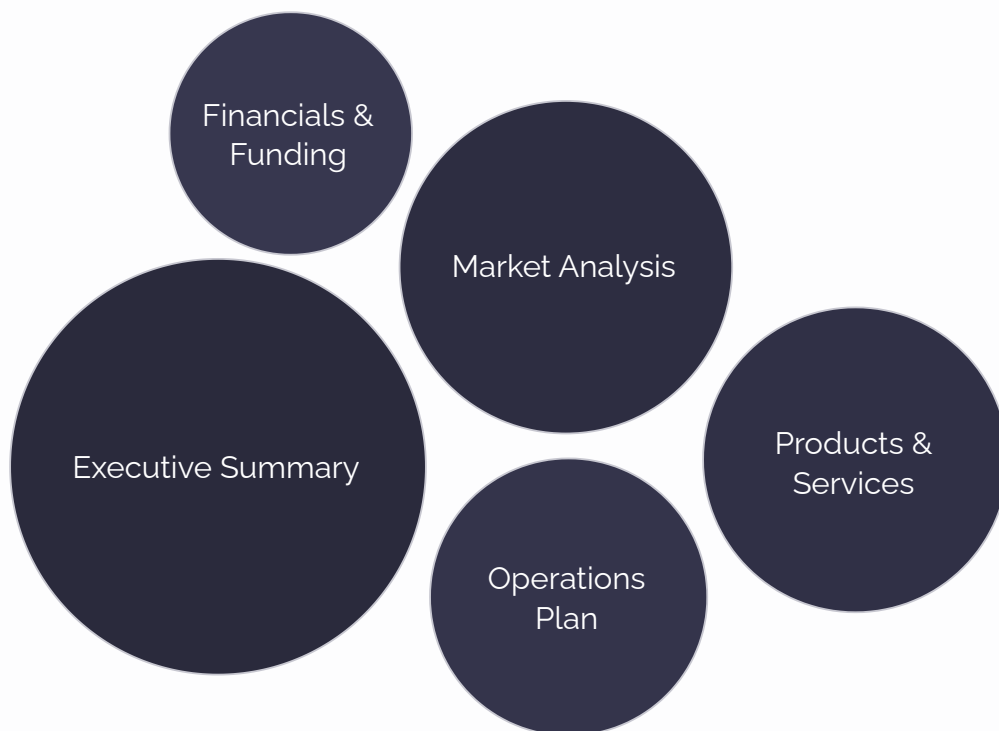 Financials &
Funding
Market Analysis
Executive Summary
Products &
Services
Operations
Plan